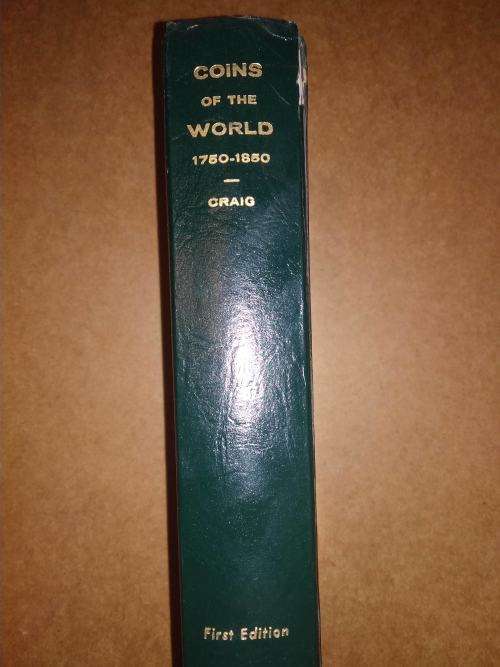 COINS
OF THE
WORLD
1750-1850
—
CRAIG
First Edition